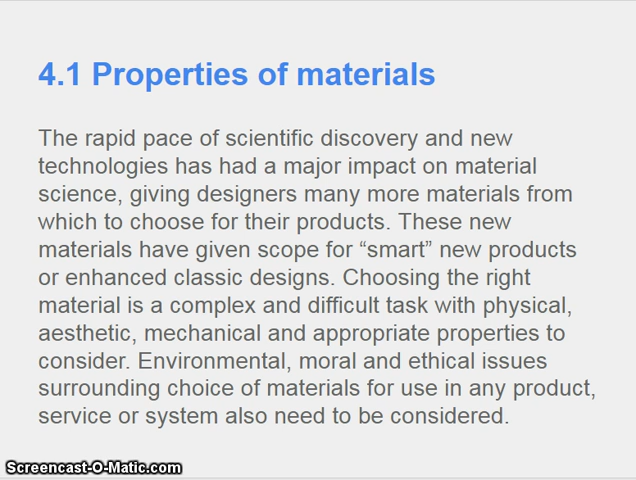 4.1 Properties of materials
The rapid pace of scientific discovery and new
technologies has had a major impact on material
science, giving designers many more materials from
which to choose for their products. These new
materials have given scope for “smart” new products
or enhanced classic designs. Choosing the right
material is a complex and difficult task with physical,
aesthetic, mechanical and appropriate properties to
consider. Environmental, moral and ethical issues
surrounding choice of materials for use in any product,
service or system also need to be considered.
Screencast-O-Matic.com